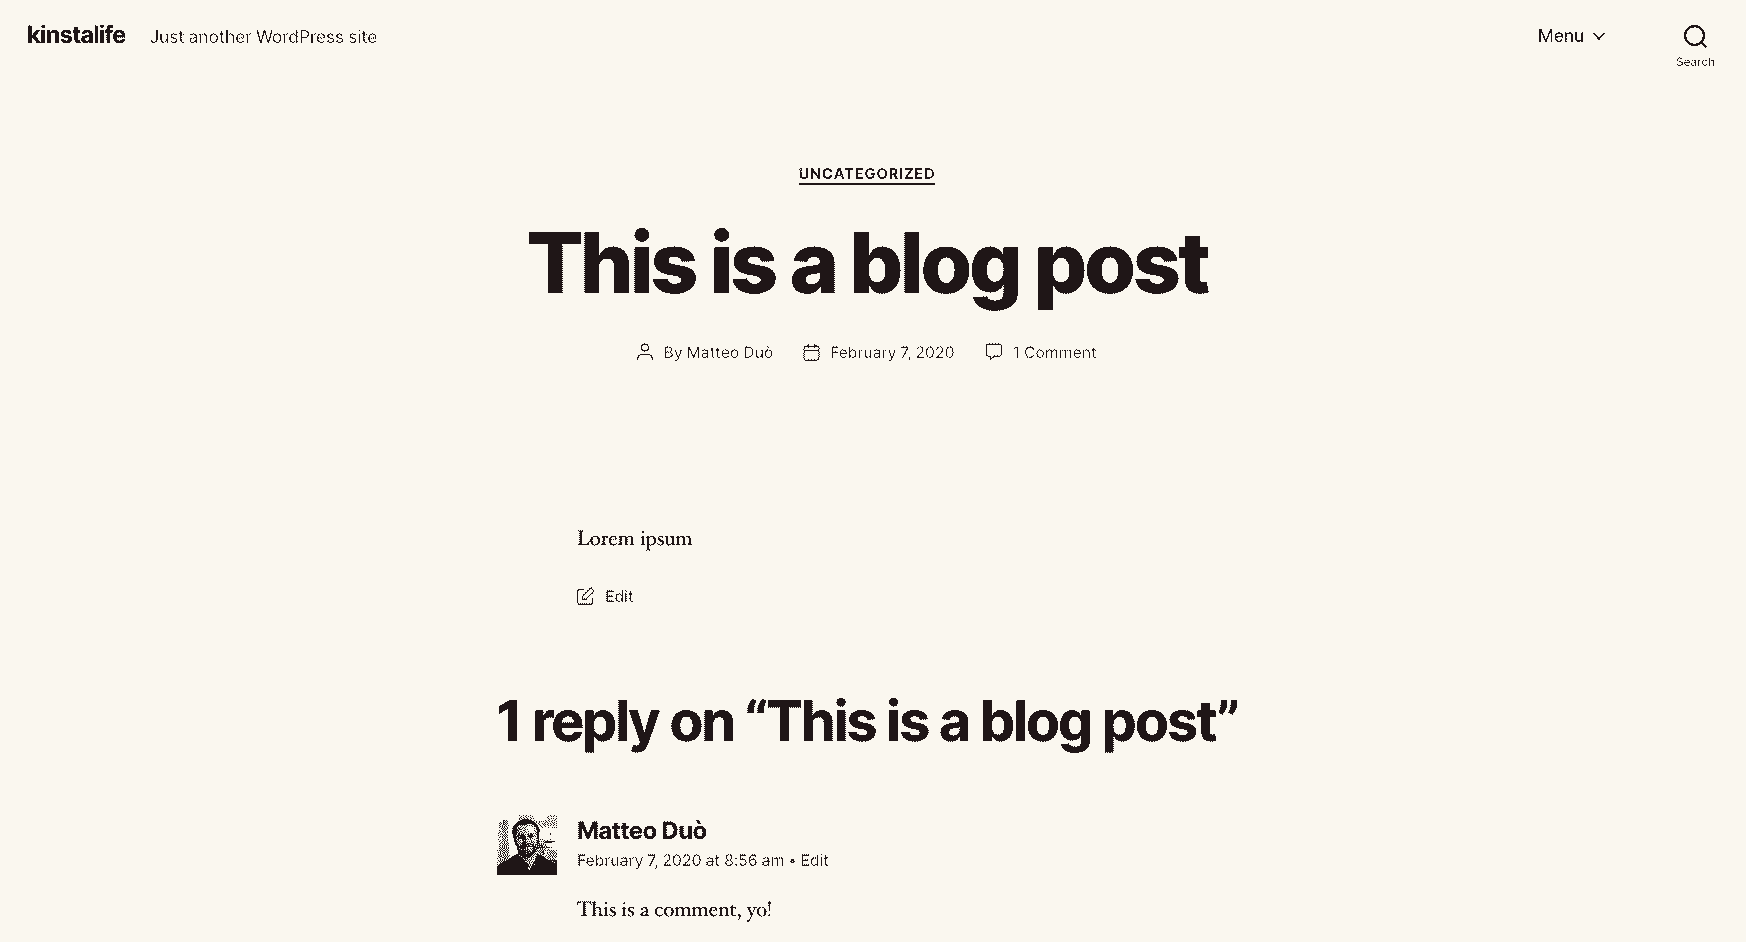 kinstalife Just another WordPress site Menu
Search
UNCATEGORIZED
This is a blog post
By Matteo Duò February 7, 2020 1 Comment
Lorem ipsum
Edit
1 reply on “This is a blog post”
Matteo Duò
February 7, 2020 at 8:56 am • Edit
This is a comment, yo!